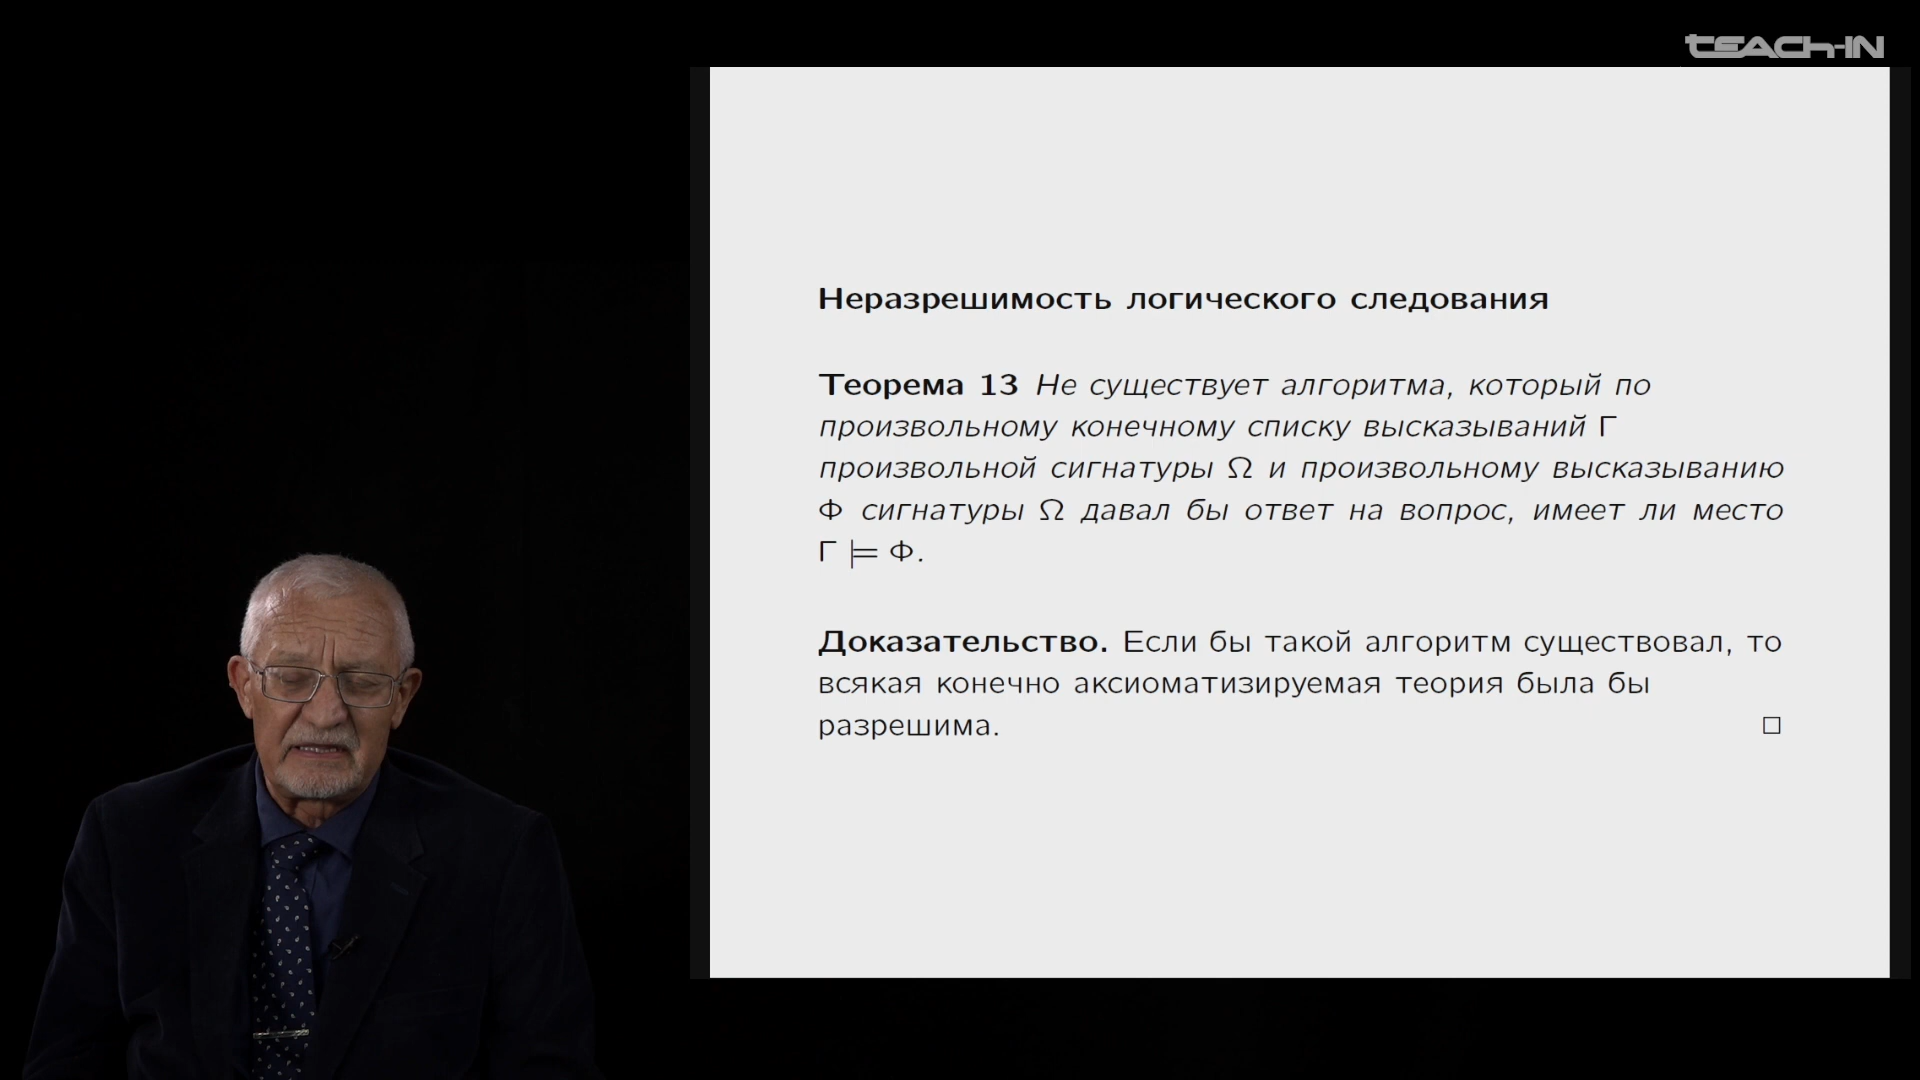 teach-in
Неразрешимость логического следования
Теорема 13 Не существует алгоритма, который по
произвольному конечному списку высказываний Γ
произвольной сигнатуры Ω и произвольному высказыванию
Φ сигнатуры Ω давал бы ответ на вопрос, имеет ли место
Γ ⊨ Φ.
Доказательство. Если бы такой алгоритм существовал, то
всякая конечно аксиоматизируемая теория была бы
разрешима. □